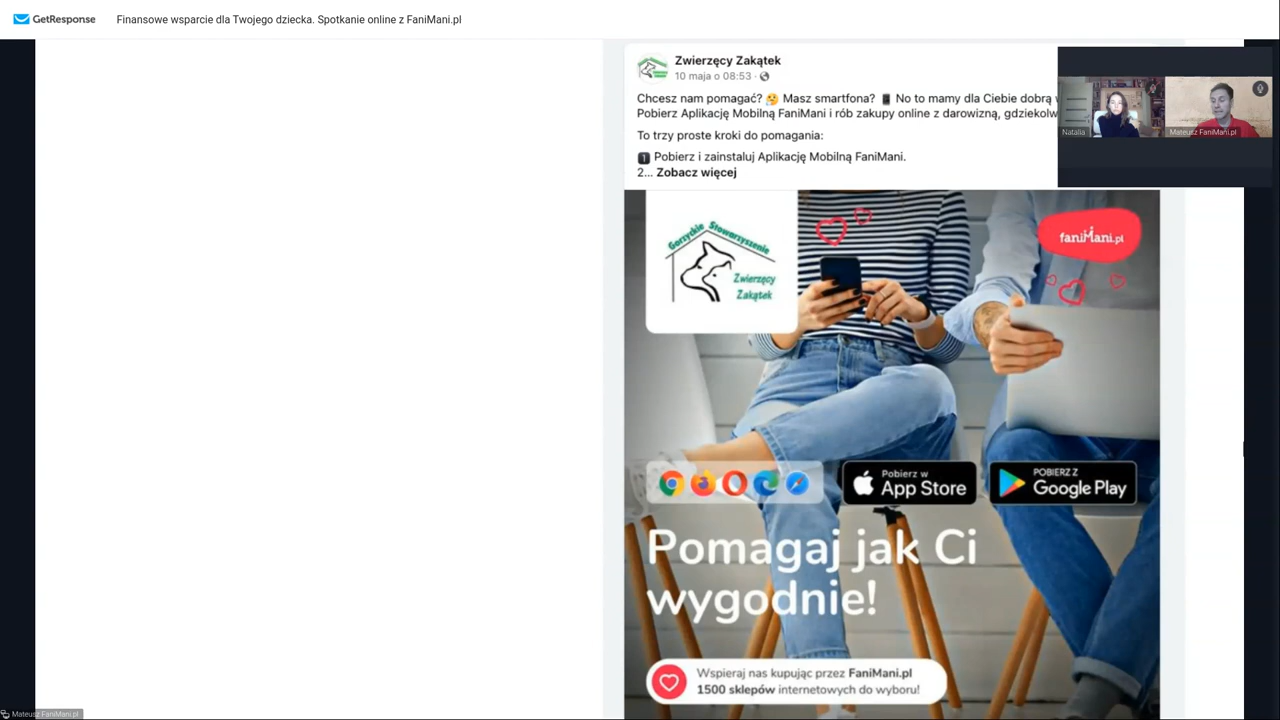 GetResponse
Finansowe wsparcie dla Twojego dziecka. Spotkanie online z FaniMani.pl
Zwierzęcy Zakątek
10 maja o 08:53
Chcesz nam pomagać? 🤔 Masz smartfona? 📱 No to mamy dla Ciebie dobrą
Pobierz Aplikację Mobilną FaniMani i rób zakupy online z darowizną,
To trzy proste kroki do pomagania:
1 Pobierz i zainstaluj Aplikację Mobilną FaniMani.
2... Zobacz więcej
Natalia
Mateusz FaniMani.pl
Gorzyckie Stowarzyszenie
Zwierzęcy
Zakątek
faniMani.pl
Pobierz w
App Store
POBIERZ Z
Google Play
Pomagaj jak Ci
wygodnie!
Wspieraj nas kupując przez FaniMani.pl
1500 sklepów internetowych do wyboru!
Mateusz FaniMani.pl